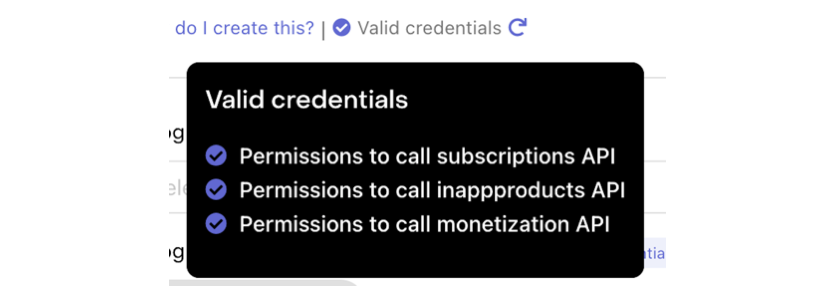 do I create this? | Valid credentials
Valid credentials
Permissions to call subscriptions API
Permissions to call inappproducts API
Permissions to call monetization API